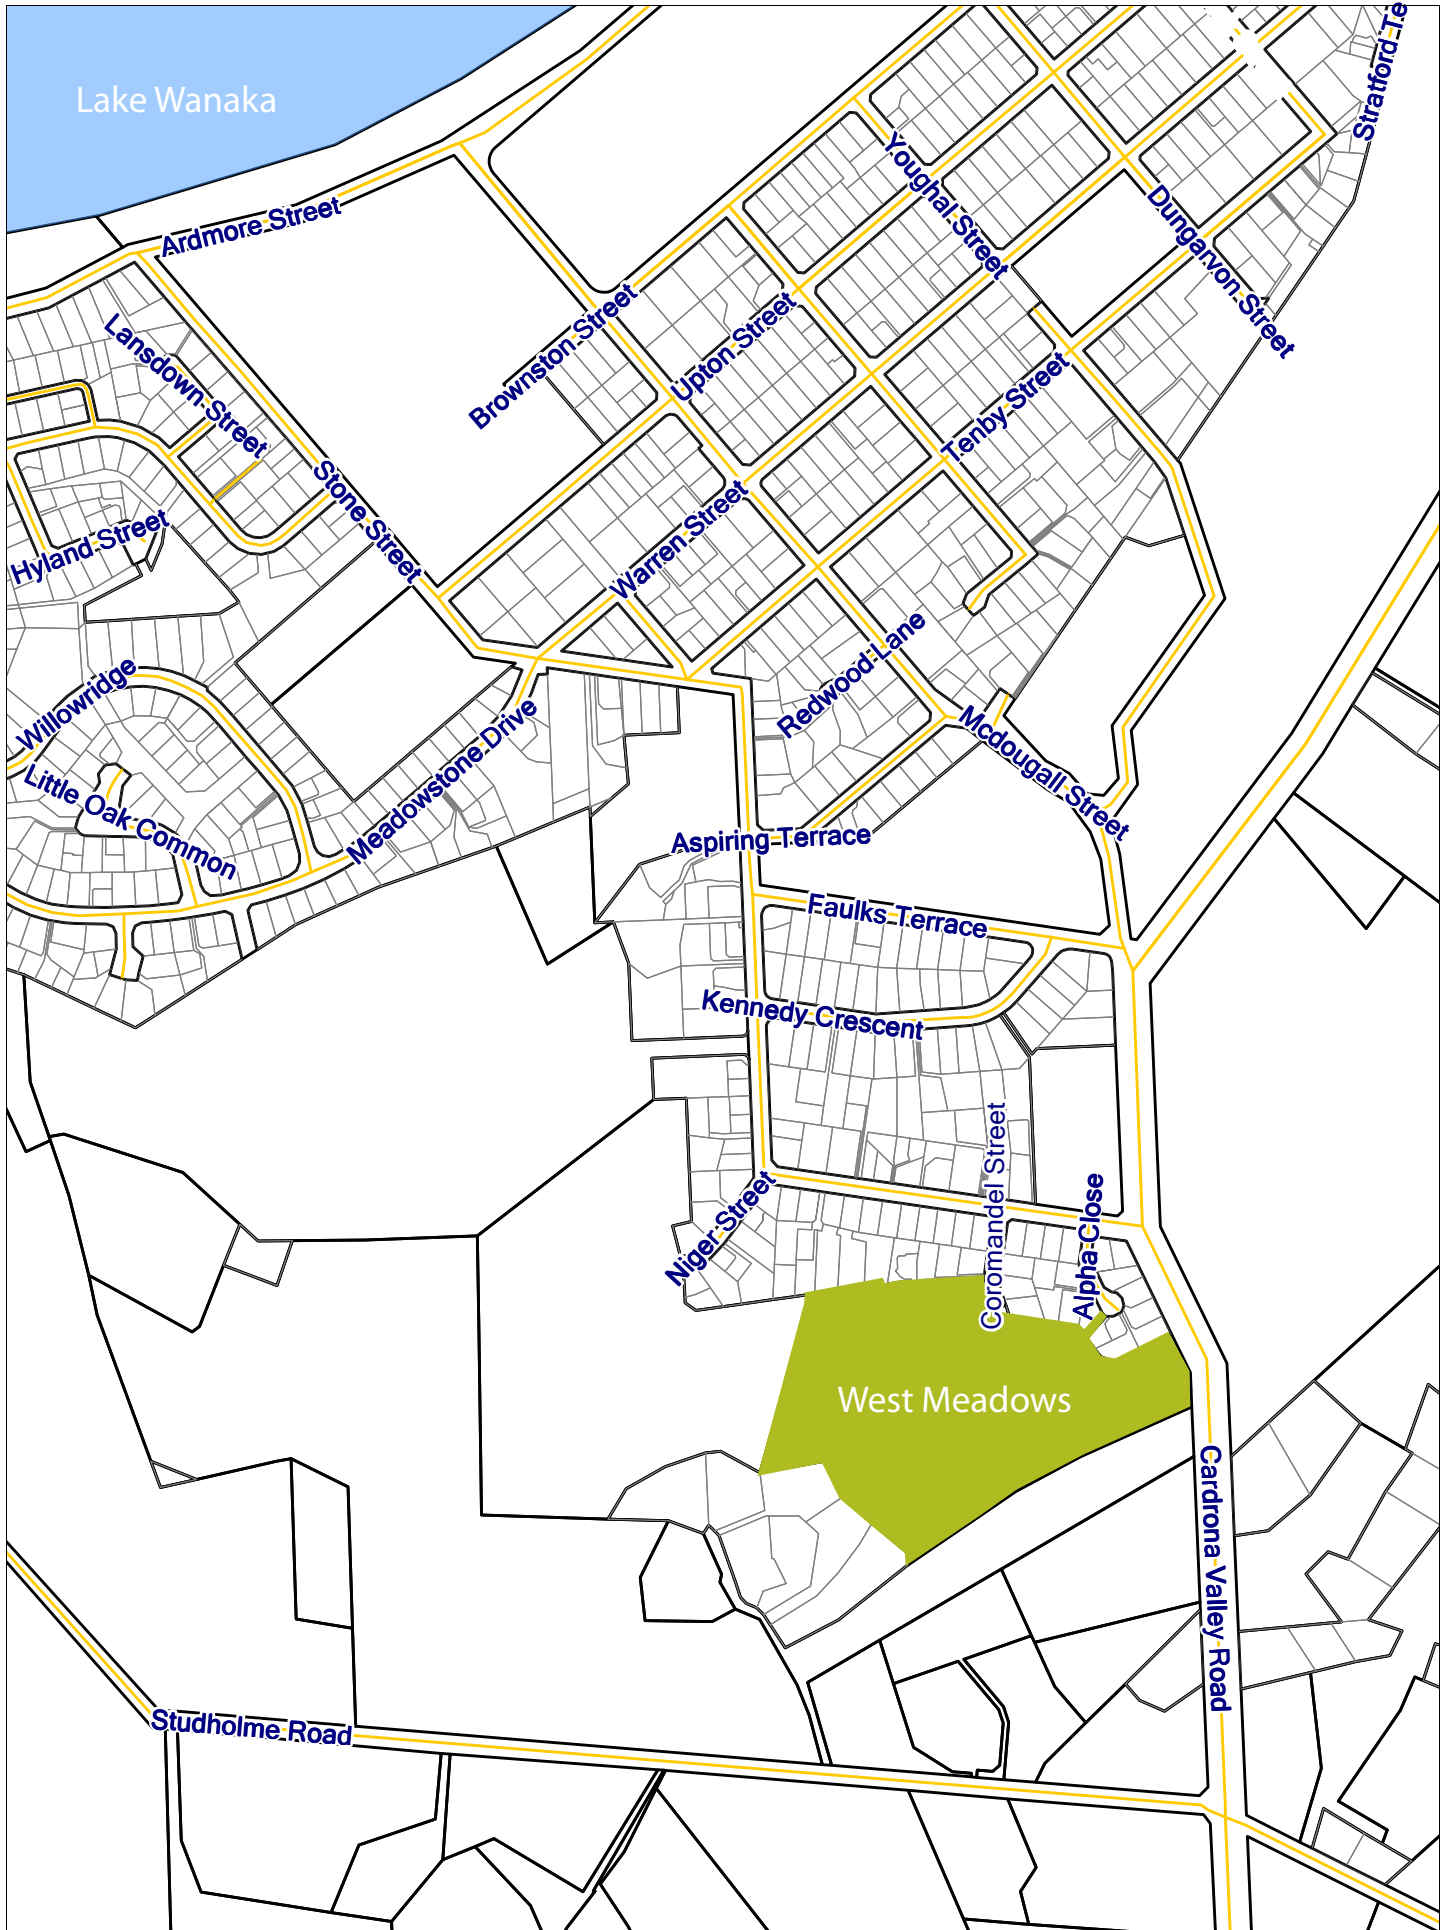 Stratford Te
Lake Wanaka
Youghal Street
Dungarvon Street
Ardmore Street
Lansdown Street
Brownston Street
Upton Street
Tenby Street
Stone Street
Hyland Street
Warren Street
Redwood Lane
Willowridge
Mcdougall Street
Meadowstone Drive
Little Oak Common
Aspiring Terrace
Faulks Terrace
Kennedy Crescent
Coromandel Street
Niger Street
Alpha Close
West Meadows
Cardrona Valley Road
Studholme Road